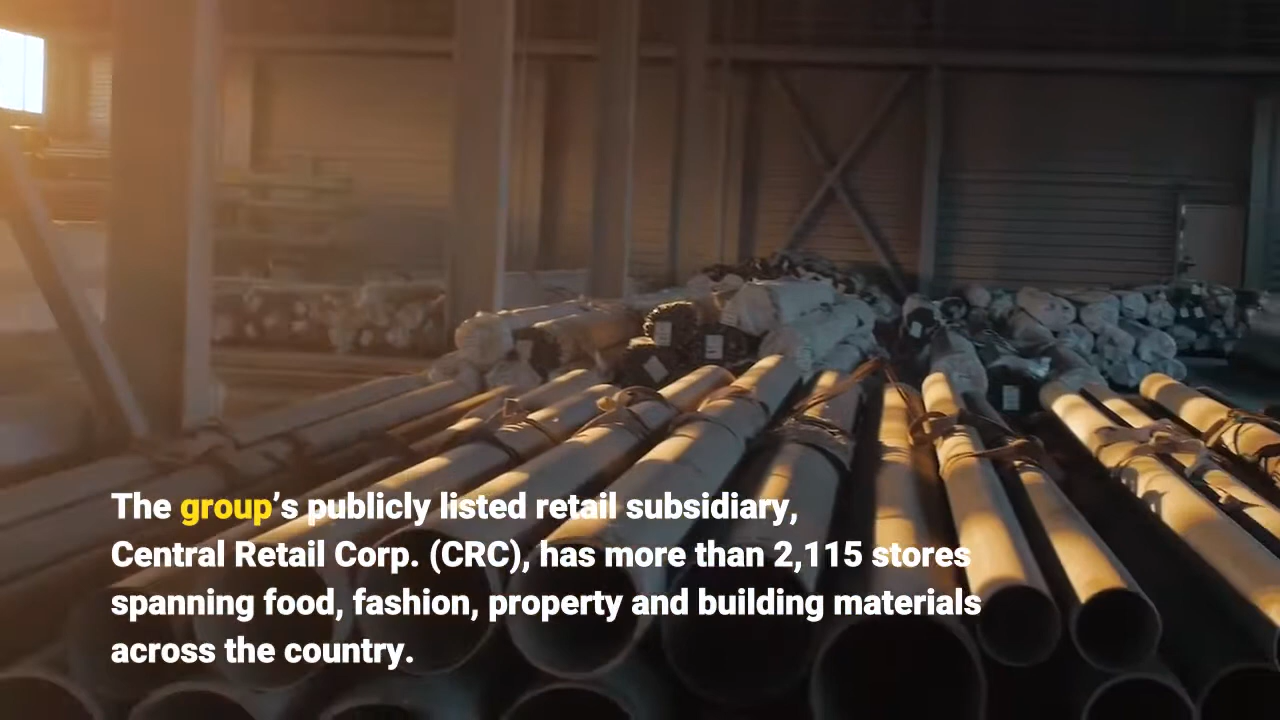 The group’s publicly listed retail subsidiary,
Central Retail Corp. (CRC), has more than 2,115 stores
spanning food, fashion, property and building materials
across the country.